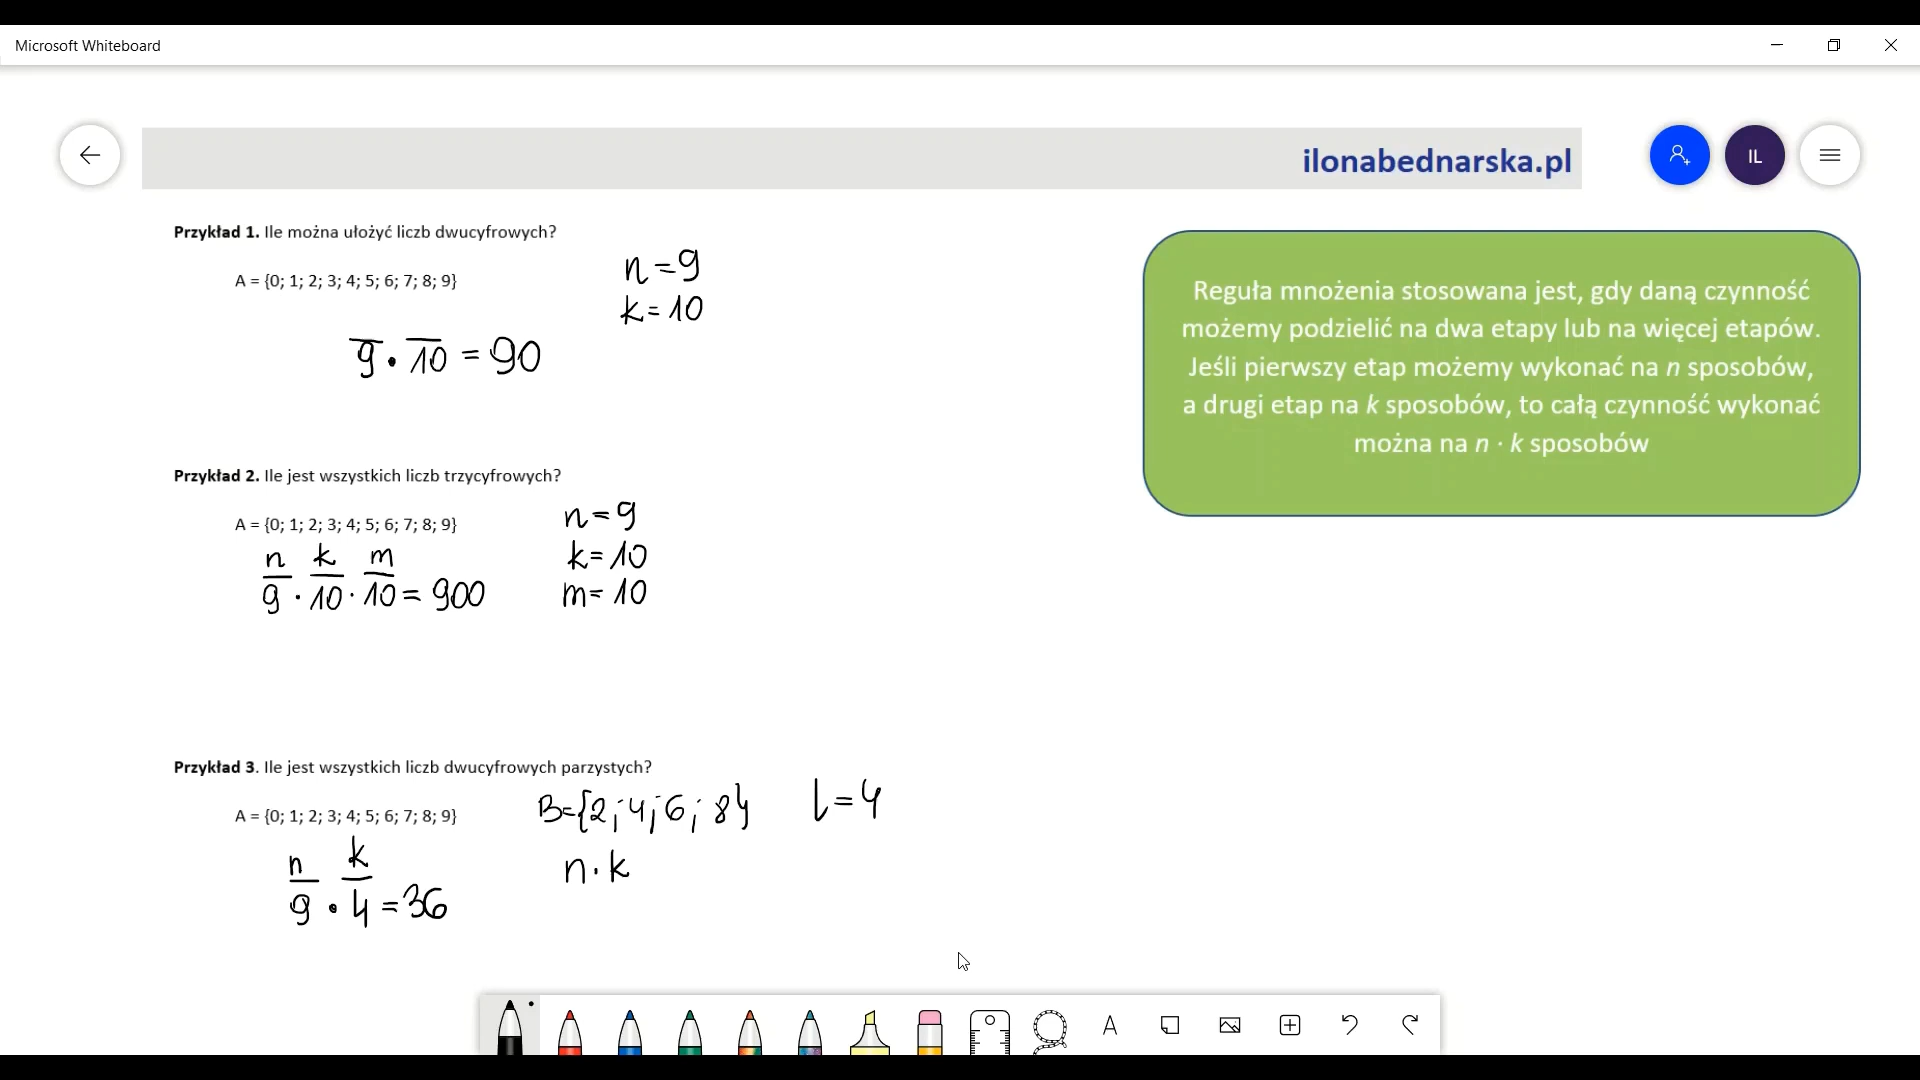 Microsoft Whiteboard
ilonabednarska.pl
IL
Przykład 1. Ile można ułożyć liczb dwucyfrowych?
A = {0; 1; 2; 3; 4; 5; 6; 7; 8; 9}
n = 9
k = 10
9 · 10 = 90
Przykład 2. Ile jest wszystkich liczb trzycyfrowych?
A = {0; 1; 2; 3; 4; 5; 6; 7; 8; 9}
n k m
9 · 10 · 10 = 900
n = 9
k = 10
m = 10
Przykład 3. Ile jest wszystkich liczb dwucyfrowych parzystych?
A = {0; 1; 2; 3; 4; 5; 6; 7; 8; 9}
B = {2; 4; 6; 8}
l = 4
n k
9 · 4 = 36
n · k
Reguła mnożenia stosowana jest, gdy daną czynność
możemy podzielić na dwa etapy lub na więcej etapów.
Jeśli pierwszy etap możemy wykonać na n sposobów,
a drugi etap na k sposobów, to całą czynność wykonać
można na n · k sposobów